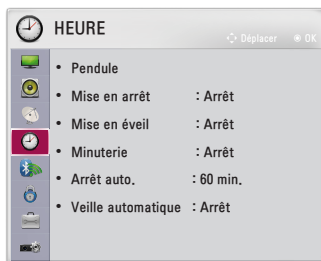 HEURE
Déplacer OK
• Pendule
• Mise en arrêt : Arrêt
• Mise en éveil : Arrêt
• Minuterie : Arrêt
• Arrêt auto. : 60 min.
• Veille automatique : Arrêt